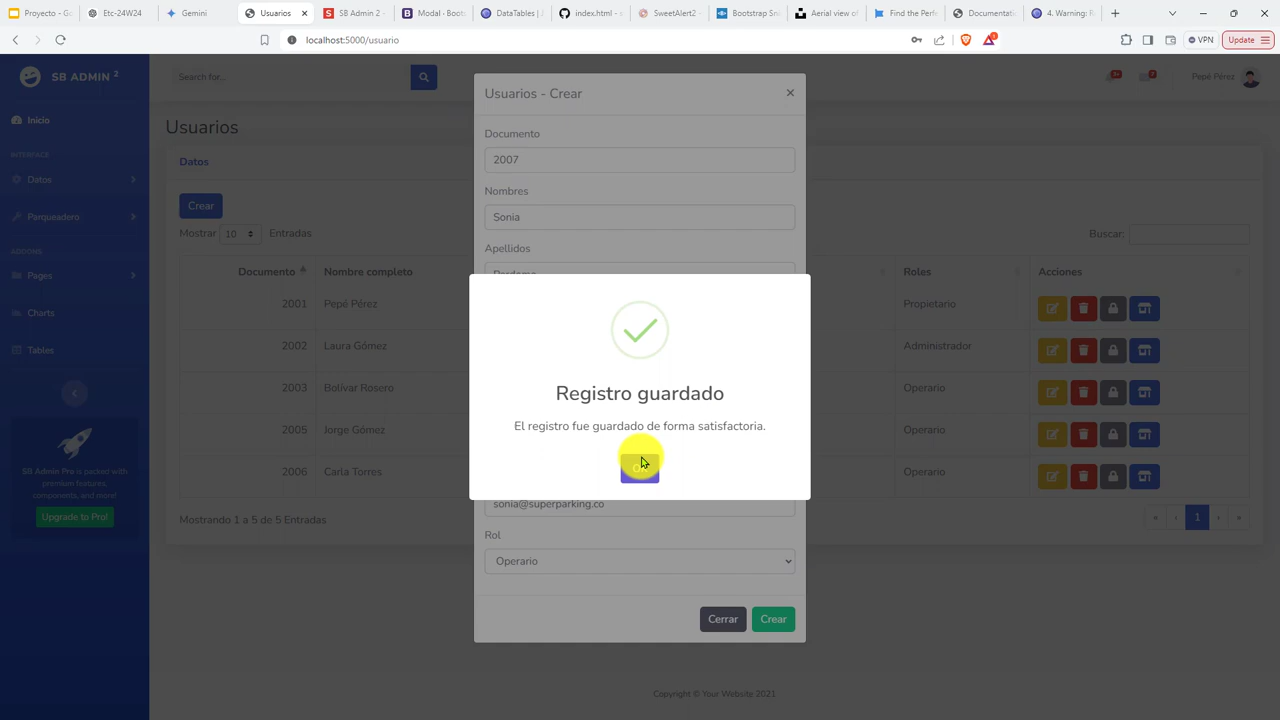 Proyecto - G
Etc-24W24
Gemini
Usuarios
SB Admin 2 -
Modal · Boots
DataTables |
index.html - x
SweetAlert2 -
Bootstrap Sni
Aerial view of
Find the Perfe
Documentati
4. Warning: R
localhost:5000/usuario
VPN
Update
SB ADMIN 2
Search for...
Pepé Pérez
Inicio
INTERFACE
Datos
Parqueadero
ADDONS
Pages
Charts
Tables
SB Admin Pro is packed with
premium features,
components, and more!
Upgrade to Pro!
Usuarios
Datos
Crear
Mostrar 10 Entradas
Buscar:
Documento Nombre completo Roles Acciones
2001 Pepé Pérez Propietario
2002 Laura Gómez Administrador
2003 Bolívar Rosero Operario
2005 Jorge Gómez Operario
2006 Carla Torres Operario
Mostrando 1 a 5 de 5 Entradas
« ‹ 1 › »
Usuarios - Crear
×
Documento
2007
Nombres
Sonia
Apellidos
Registro guardado
El registro fue guardado de forma satisfactoria.
sonia@superparking.co
Rol
Operario
Cerrar
Crear
Copyright © Your Website 2021